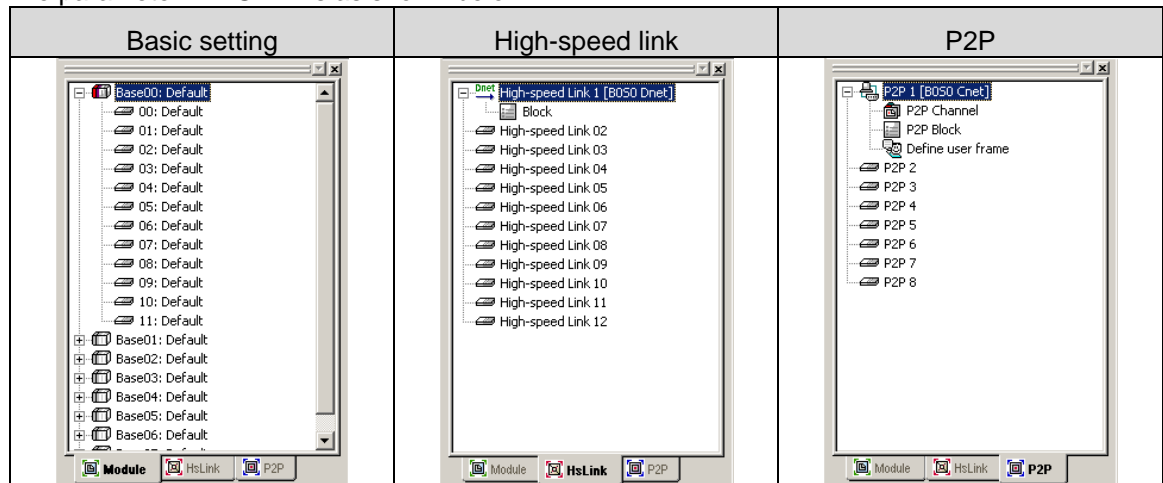 Basic setting
High-speed link
P2P
Base00: Default
00: Default
01: Default
02: Default
03: Default
04: Default
05: Default
06: Default
07: Default
08: Default
09: Default
10: Default
11: Default
Base01: Default
Base02: Default
Base03: Default
Base04: Default
Base05: Default
Base06: Default
Module HsLink P2P
Dnet
High-speed Link 1 [B0S0 Dnet]
Block
High-speed Link 02
High-speed Link 03
High-speed Link 04
High-speed Link 05
High-speed Link 06
High-speed Link 07
High-speed Link 08
High-speed Link 09
High-speed Link 10
High-speed Link 11
High-speed Link 12
Module HsLink P2P
P2P 1 [B0S0 Cnet]
P2P Channel
P2P Block
Define user frame
P2P 2
P2P 3
P2P 4
P2P 5
P2P 6
P2P 7
P2P 8
Module HsLink P2P